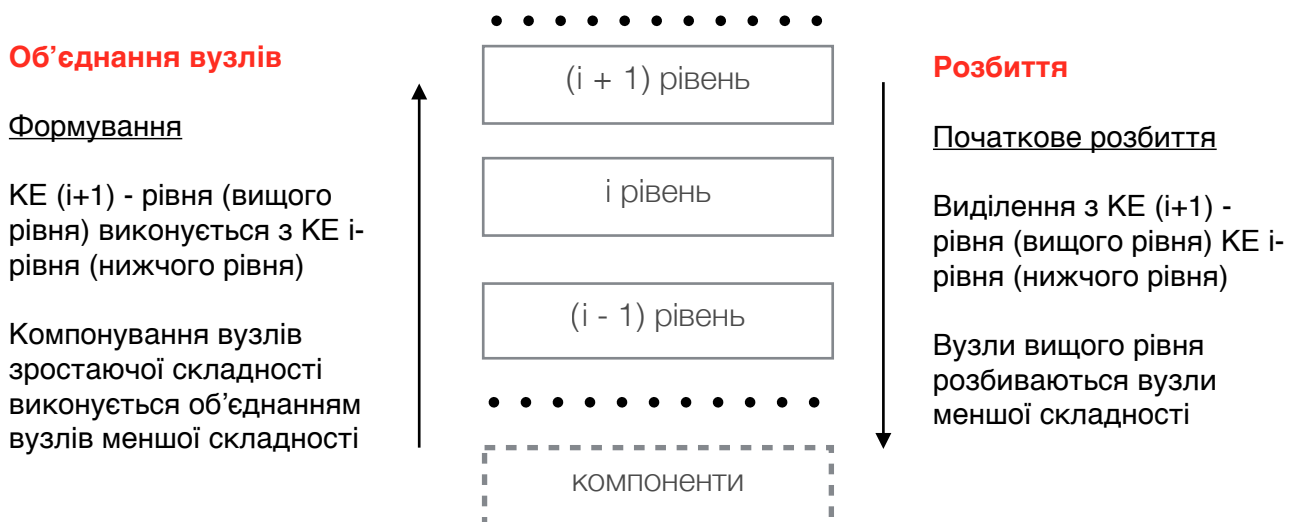 Об’єднання вузлів
Формування
КЕ (i+1) - рівня (вищого
рівня) виконується з КЕ і-
рівня (нижчого рівня)
Компонування вузлів
зростаючої складності
виконується об’єднанням
вузлів меншої складності
(i + 1) рівень
і рівень
(i - 1) рівень
компоненти
Розбиття
Початкове розбиття
Виділення з КЕ (i+1) -
рівня (вищого рівня) КЕ і-
рівня (нижчого рівня)
Вузли вищого рівня
розбиваються вузли
меншої складності